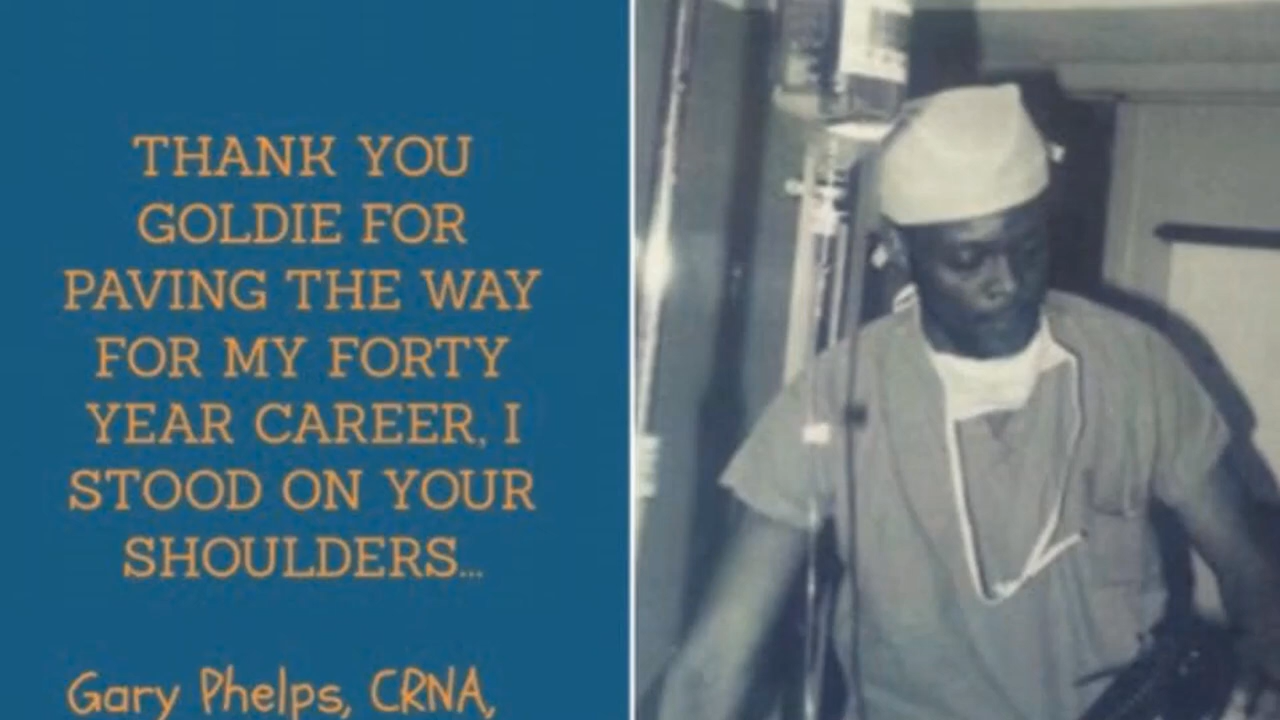 THANK YOU
GOLDIE FOR
PAVING THE WAY
FOR MY FORTY
YEAR CAREER, I
STOOD ON YOUR
SHOULDERS...
Gary Phelps, CRNA,